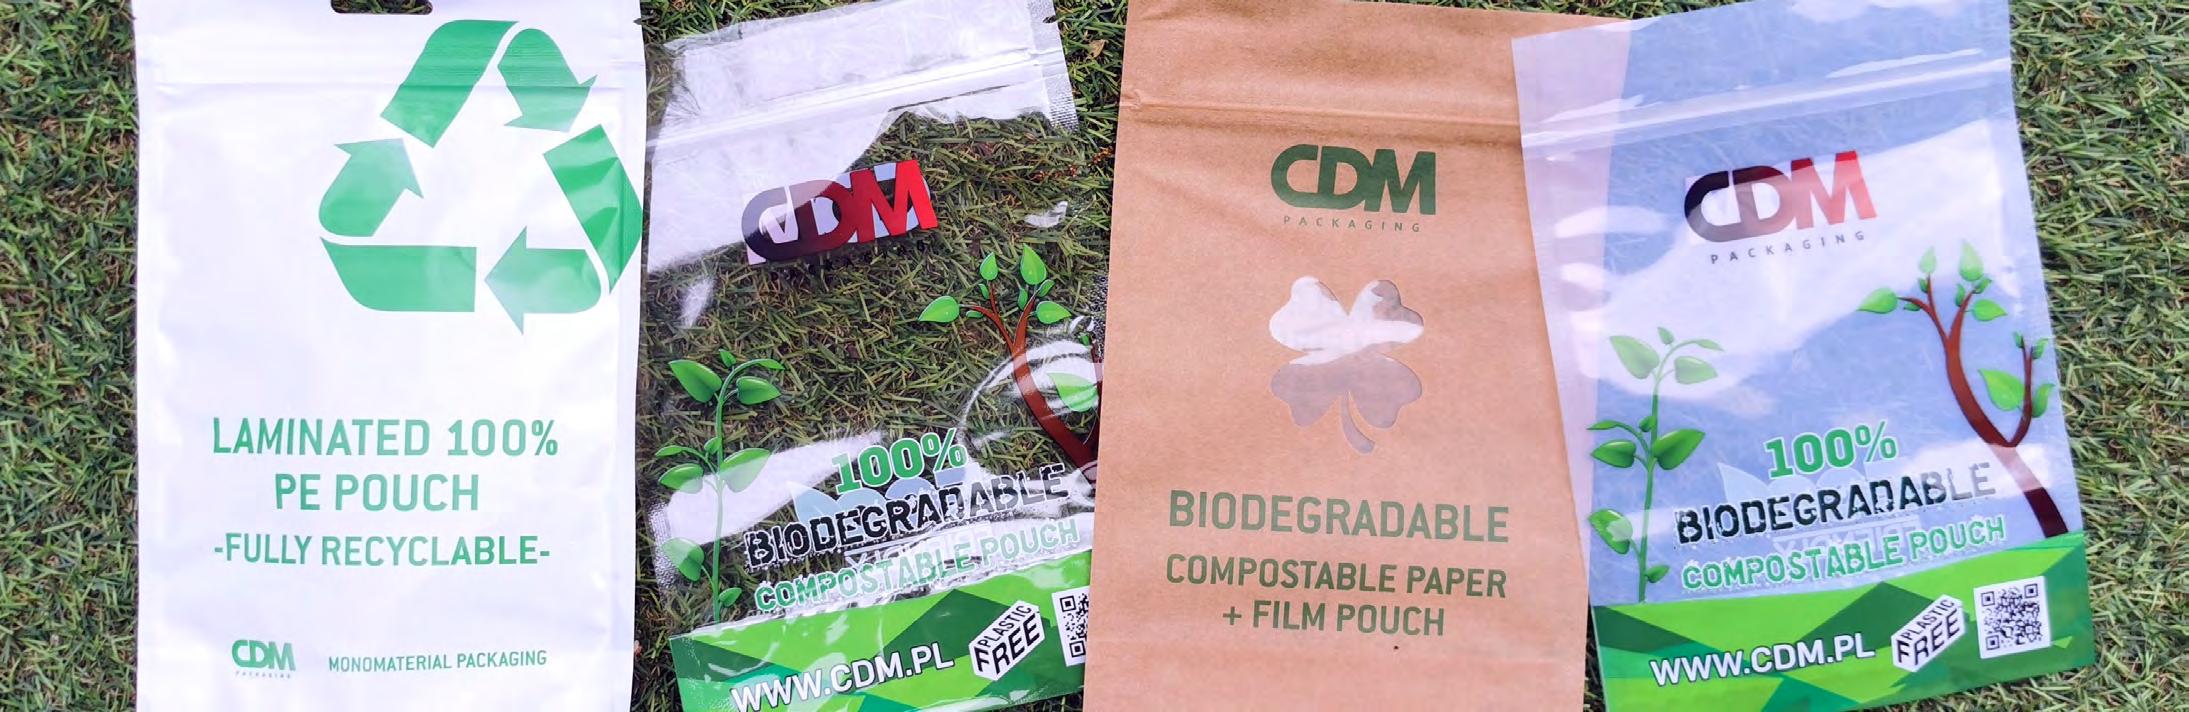 LAMINATED 100%
PE POUCH
-FULLY RECYCLABLE-
CDM
PACKAGING
MONOMATERIAL PACKAGING
CDM
100%
BIODEGRADABLE
COMPOSTABLE POUCH
WWW.CDM.PL
PLASTIC
FREE
CDM
PACKAGING
BIODEGRADABLE
COMPOSTABLE PAPER
+ FILM POUCH
CDM
PACKAGING
100%
BIODEGRADABLE
COMPOSTABLE POUCH
WWW.CDM.PL
PLASTIC
FREE